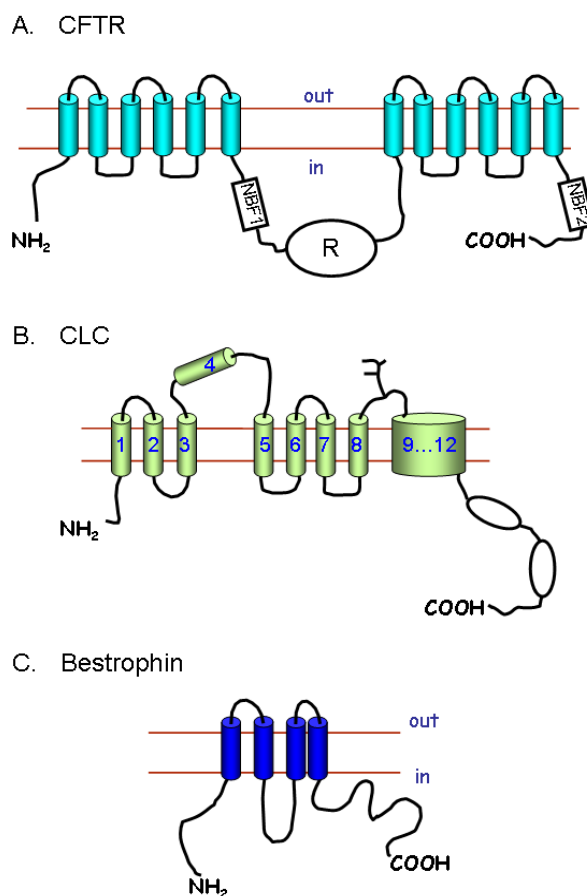 A. CFTR
out
in
NBF1
NBF2
R
NH2
COOH
B. CLC
4
1 2 3 5 6 7 8 9...12
NH2
COOH
C. Bestrophin
out
in
NH2
COOH